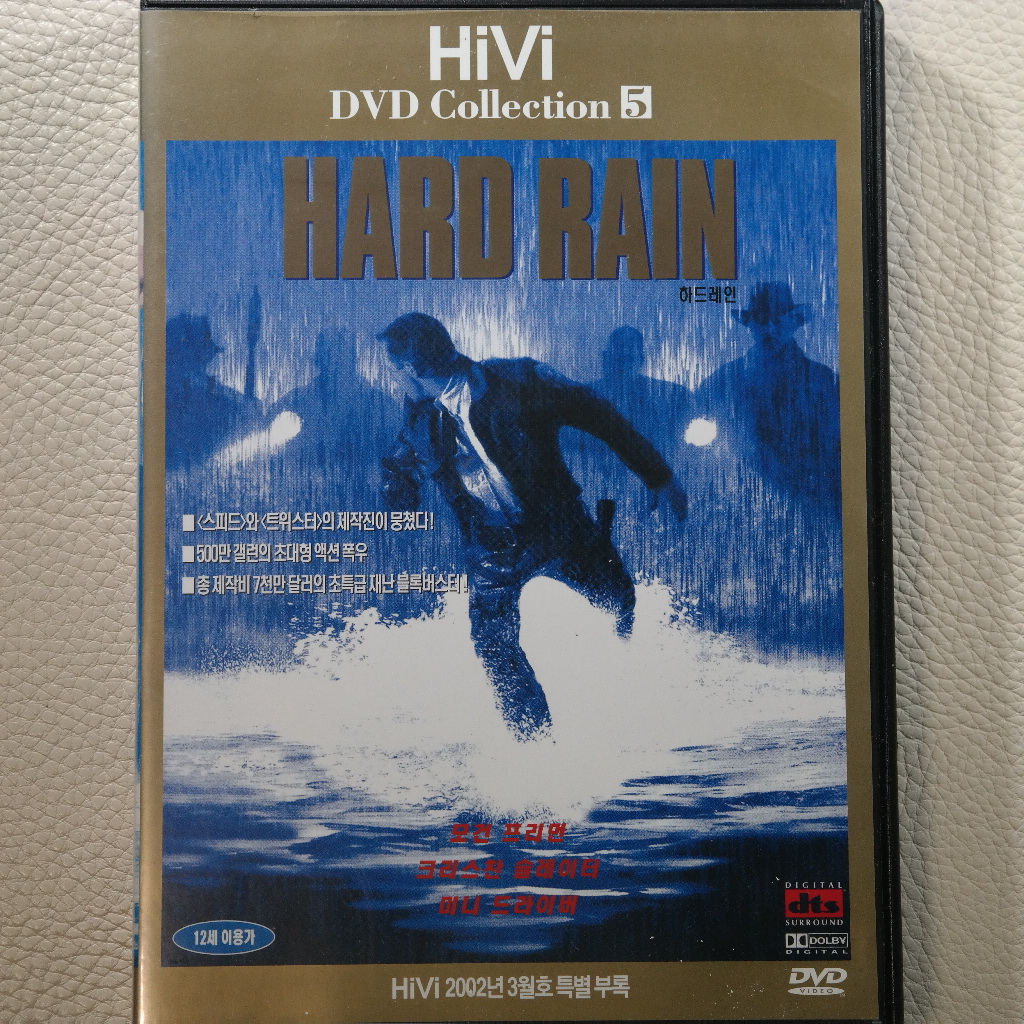 HiVi
DVD Collection 5
HARD RAIN
하드레인
■ <스피드>와 <트위스터>의 제작진이 뭉쳤다!
■ 500만 갤런의 초대형 액션 폭우
■ 총 제작비 7천만 달러의 초특급 재난 블록버스터!
모건 프리먼
크리스찬 슬레이터
미니 드라이버
DIGITAL
dts
SURROUND
DOLBY
DIGITAL
12세 이용가
HiVi 2002년 3월호 특별 부록
DVD
VIDEO